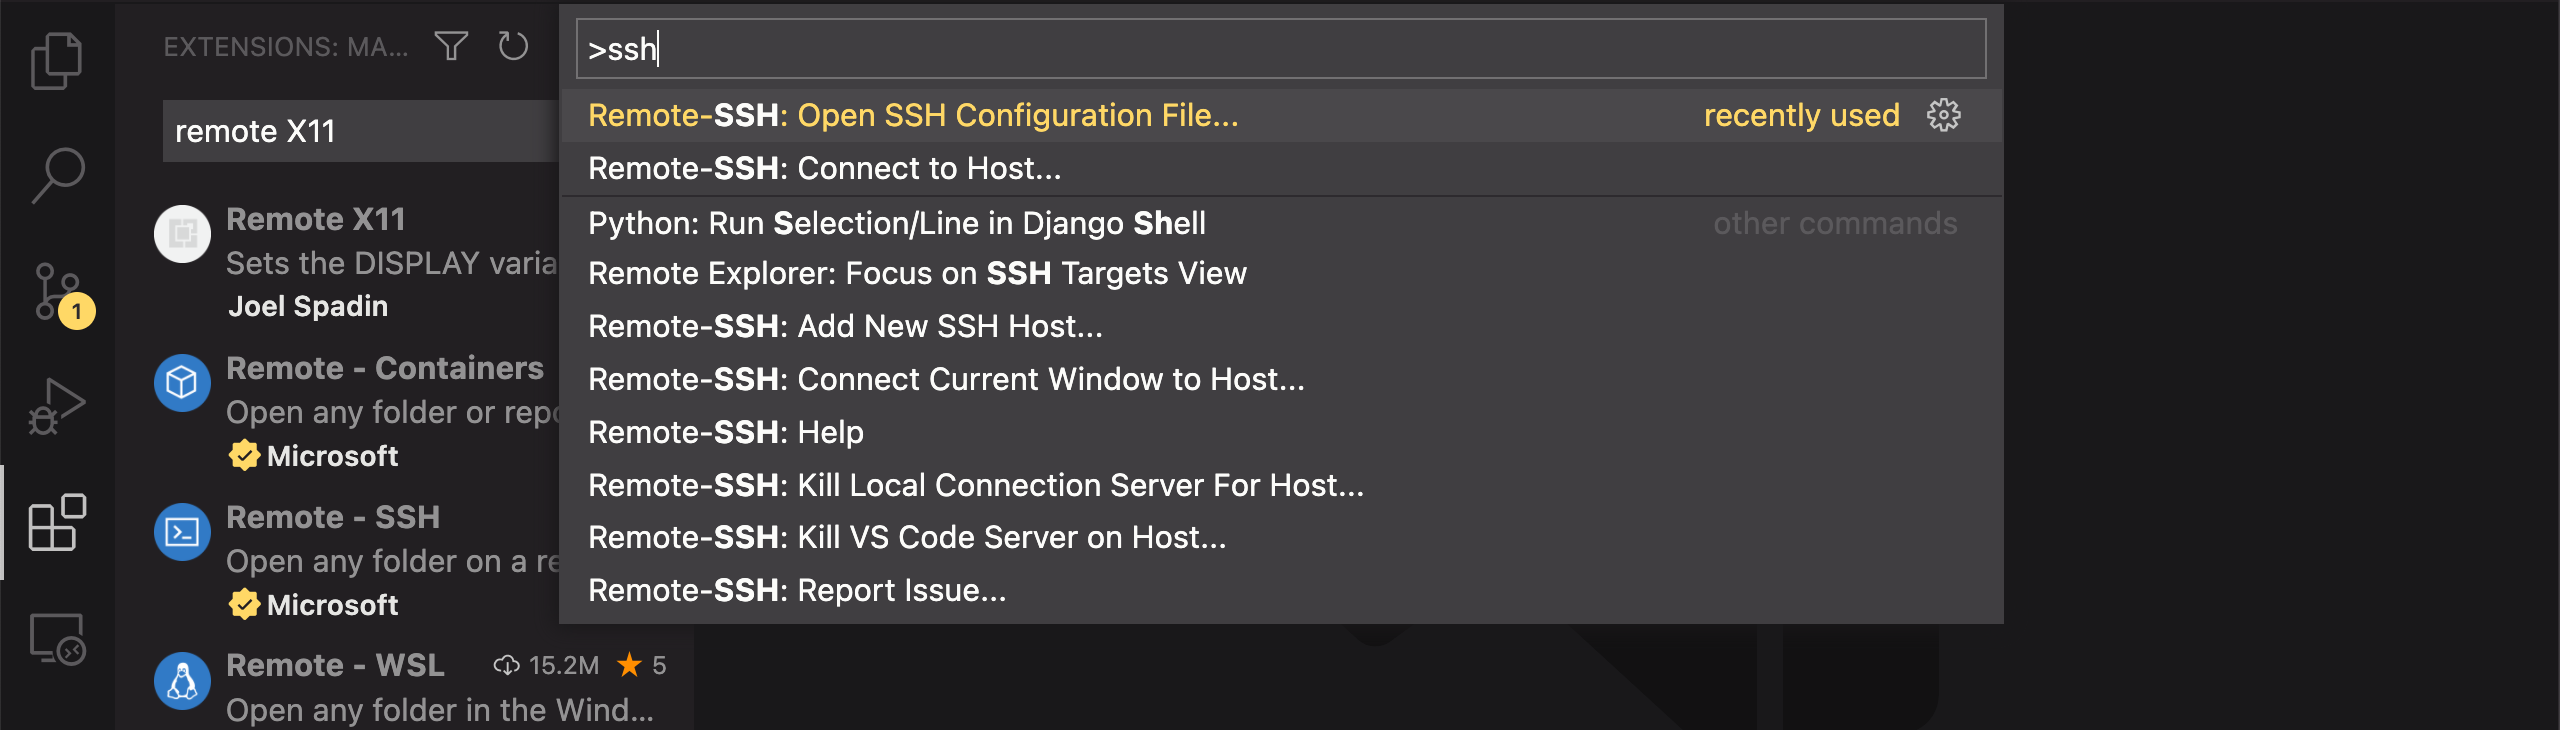 EXTENSIONS: MA...
remote X11
Remote X11
Sets the DISPLAY varia
Joel Spadin
Remote - Containers
Open any folder or repo
Microsoft
Remote - SSH
Open any folder on a re
Microsoft
Remote - WSL 15.2M 5
Open any folder in the Wind...
1
>ssh
Remote-SSH: Open SSH Configuration File... recently used
Remote-SSH: Connect to Host...
Python: Run Selection/Line in Django Shell other commands
Remote Explorer: Focus on SSH Targets View
Remote-SSH: Add New SSH Host...
Remote-SSH: Connect Current Window to Host...
Remote-SSH: Help
Remote-SSH: Kill Local Connection Server For Host...
Remote-SSH: Kill VS Code Server on Host...
Remote-SSH: Report Issue...